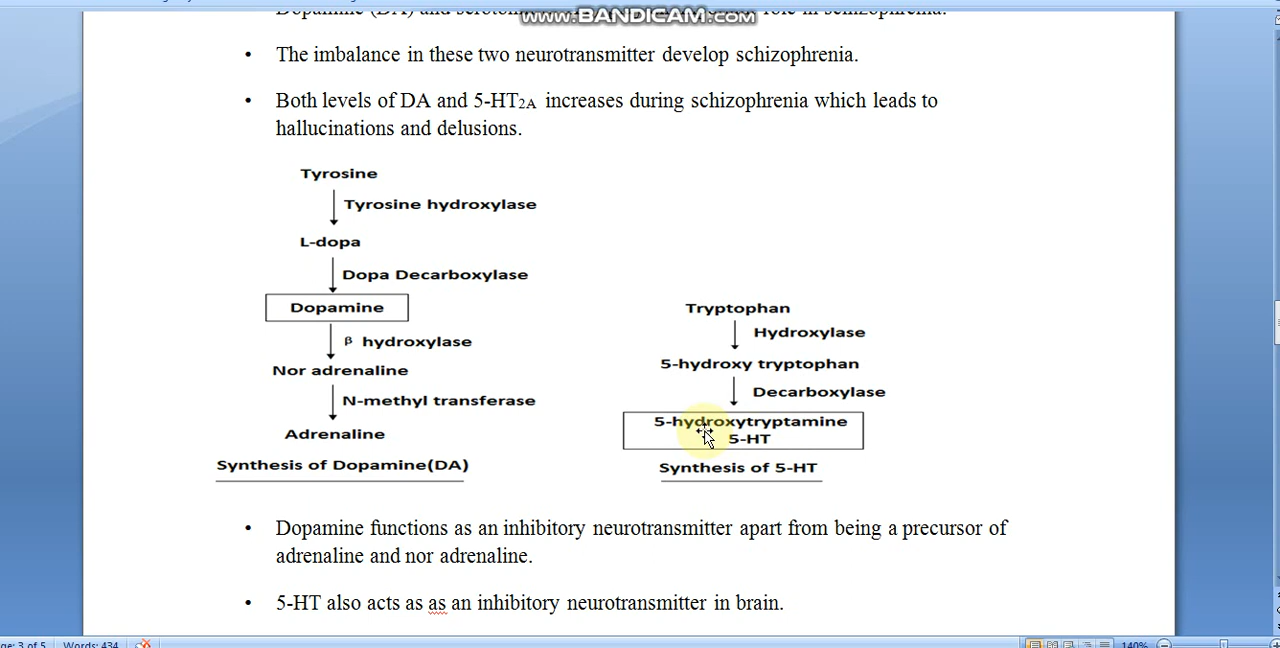 www.BANDICAM.com
The imbalance in these two neurotransmitter develop schizophrenia.
Both levels of DA and 5-HT2A increases during schizophrenia which leads to
hallucinations and delusions.
Tyrosine
Tyrosine hydroxylase
L-dopa
Dopa Decarboxylase
Dopamine
β hydroxylase
Nor adrenaline
N-methyl transferase
Adrenaline
Synthesis of Dopamine(DA)
Tryptophan
Hydroxylase
5-hydroxy tryptophan
Decarboxylase
5-hydroxytryptamine
5-HT
Synthesis of 5-HT
Dopamine functions as an inhibitory neurotransmitter apart from being a precursor of
adrenaline and nor adrenaline.
5-HT also acts as as an inhibitory neurotransmitter in brain.
3 of 5 Words: 434
140%